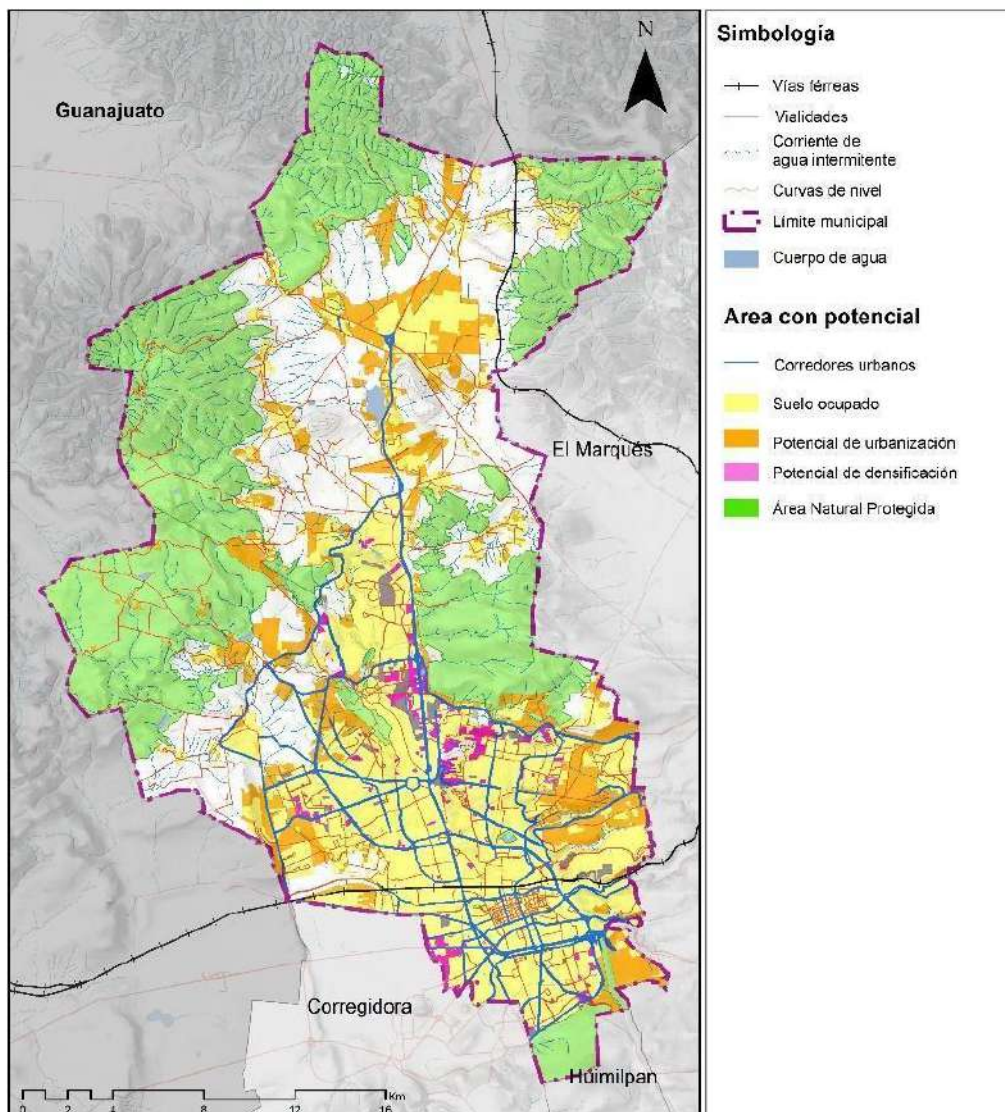 N
Guanajuato
El Marqués
Corregidora
Huimilpan
0 2 4 8 12 16
Km
Simbología
Vías férreas
Vialidades
Corriente de
agua intermitente
Curvas de nivel
Límite municipal
Cuerpo de agua
Area con potencial
Corredores urbanos
Suelo ocupado
Potencial de urbanización
Potencial de densificación
Área Natural Protegida